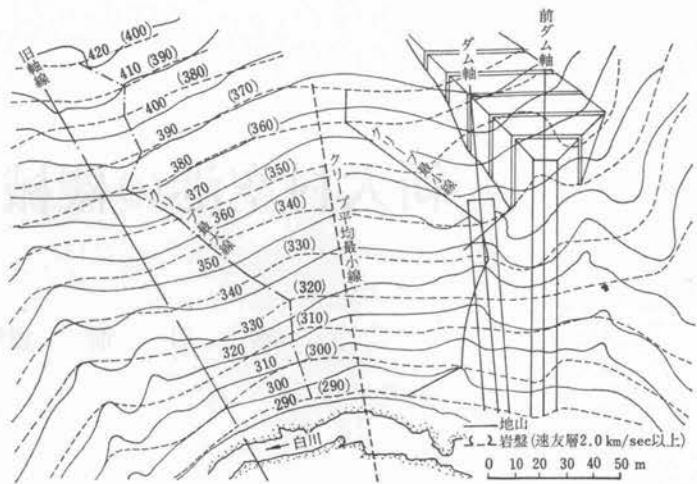 旧軸線
420 (400)
410 (390)
400 (380)
390 (370)
380 (360)
370 (350)
360 (340)
350 (330)
340 (320)
330 (310)
320 (300)
310
300 (290)
290
クリープ最大線
クリープ平均最小線
クリープ最小線
ダム軸
前ダム軸
白川
地山
岩盤(速友層2.0 km/sec以上)
0 10 20 30 40 50 m